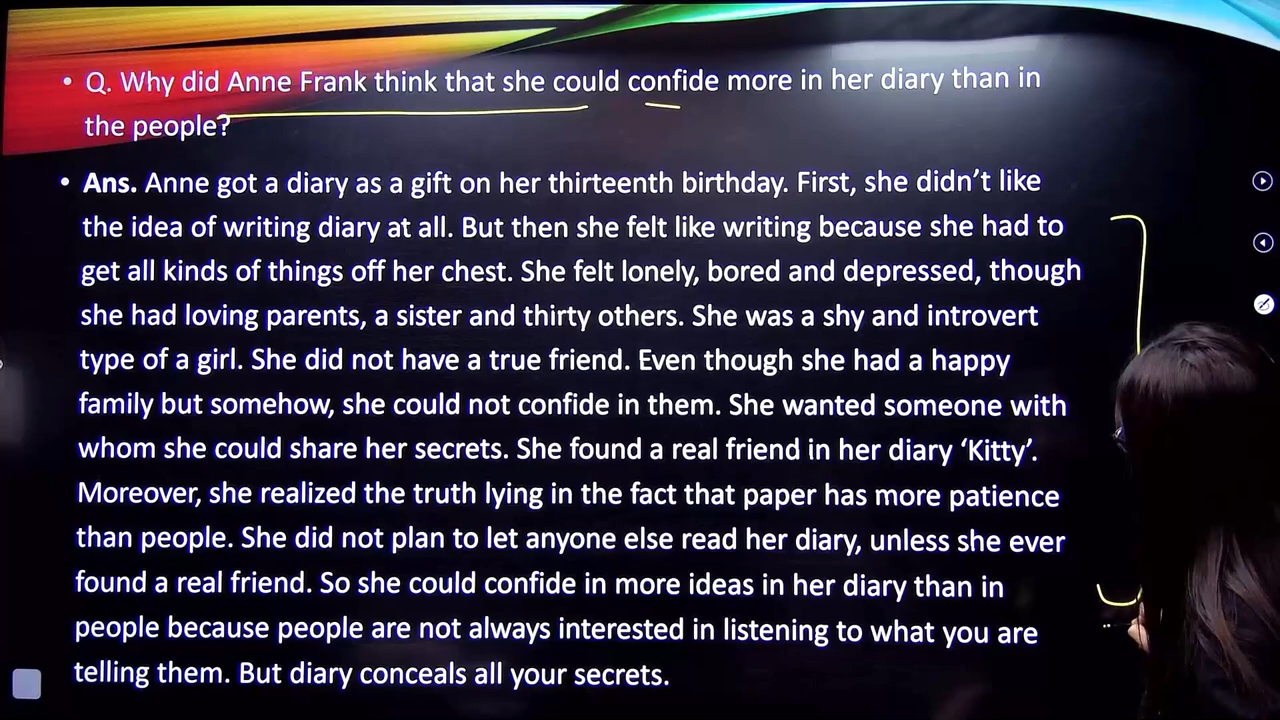 • Q. Why did Anne Frank think that she could confide more in her diary than in
the people?
• Ans. Anne got a diary as a gift on her thirteenth birthday. First, she didn't like
the idea of writing diary at all. But then she felt like writing because she had to
get all kinds of things off her chest. She felt lonely, bored and depressed, though
she had loving parents, a sister and thirty others. She was a shy and introvert
type of a girl. She did not have a true friend. Even though she had a happy
family but somehow, she could not confide in them. She wanted someone with
whom she could share her secrets. She found a real friend in her diary ‘Kitty’.
Moreover, she realized the truth lying in the fact that paper has more patience
than people. She did not plan to let anyone else read her diary, unless she ever
found a real friend. So she could confide in more ideas in her diary than in
people because people are not always interested in listening to what you are
telling them. But diary conceals all your secrets.